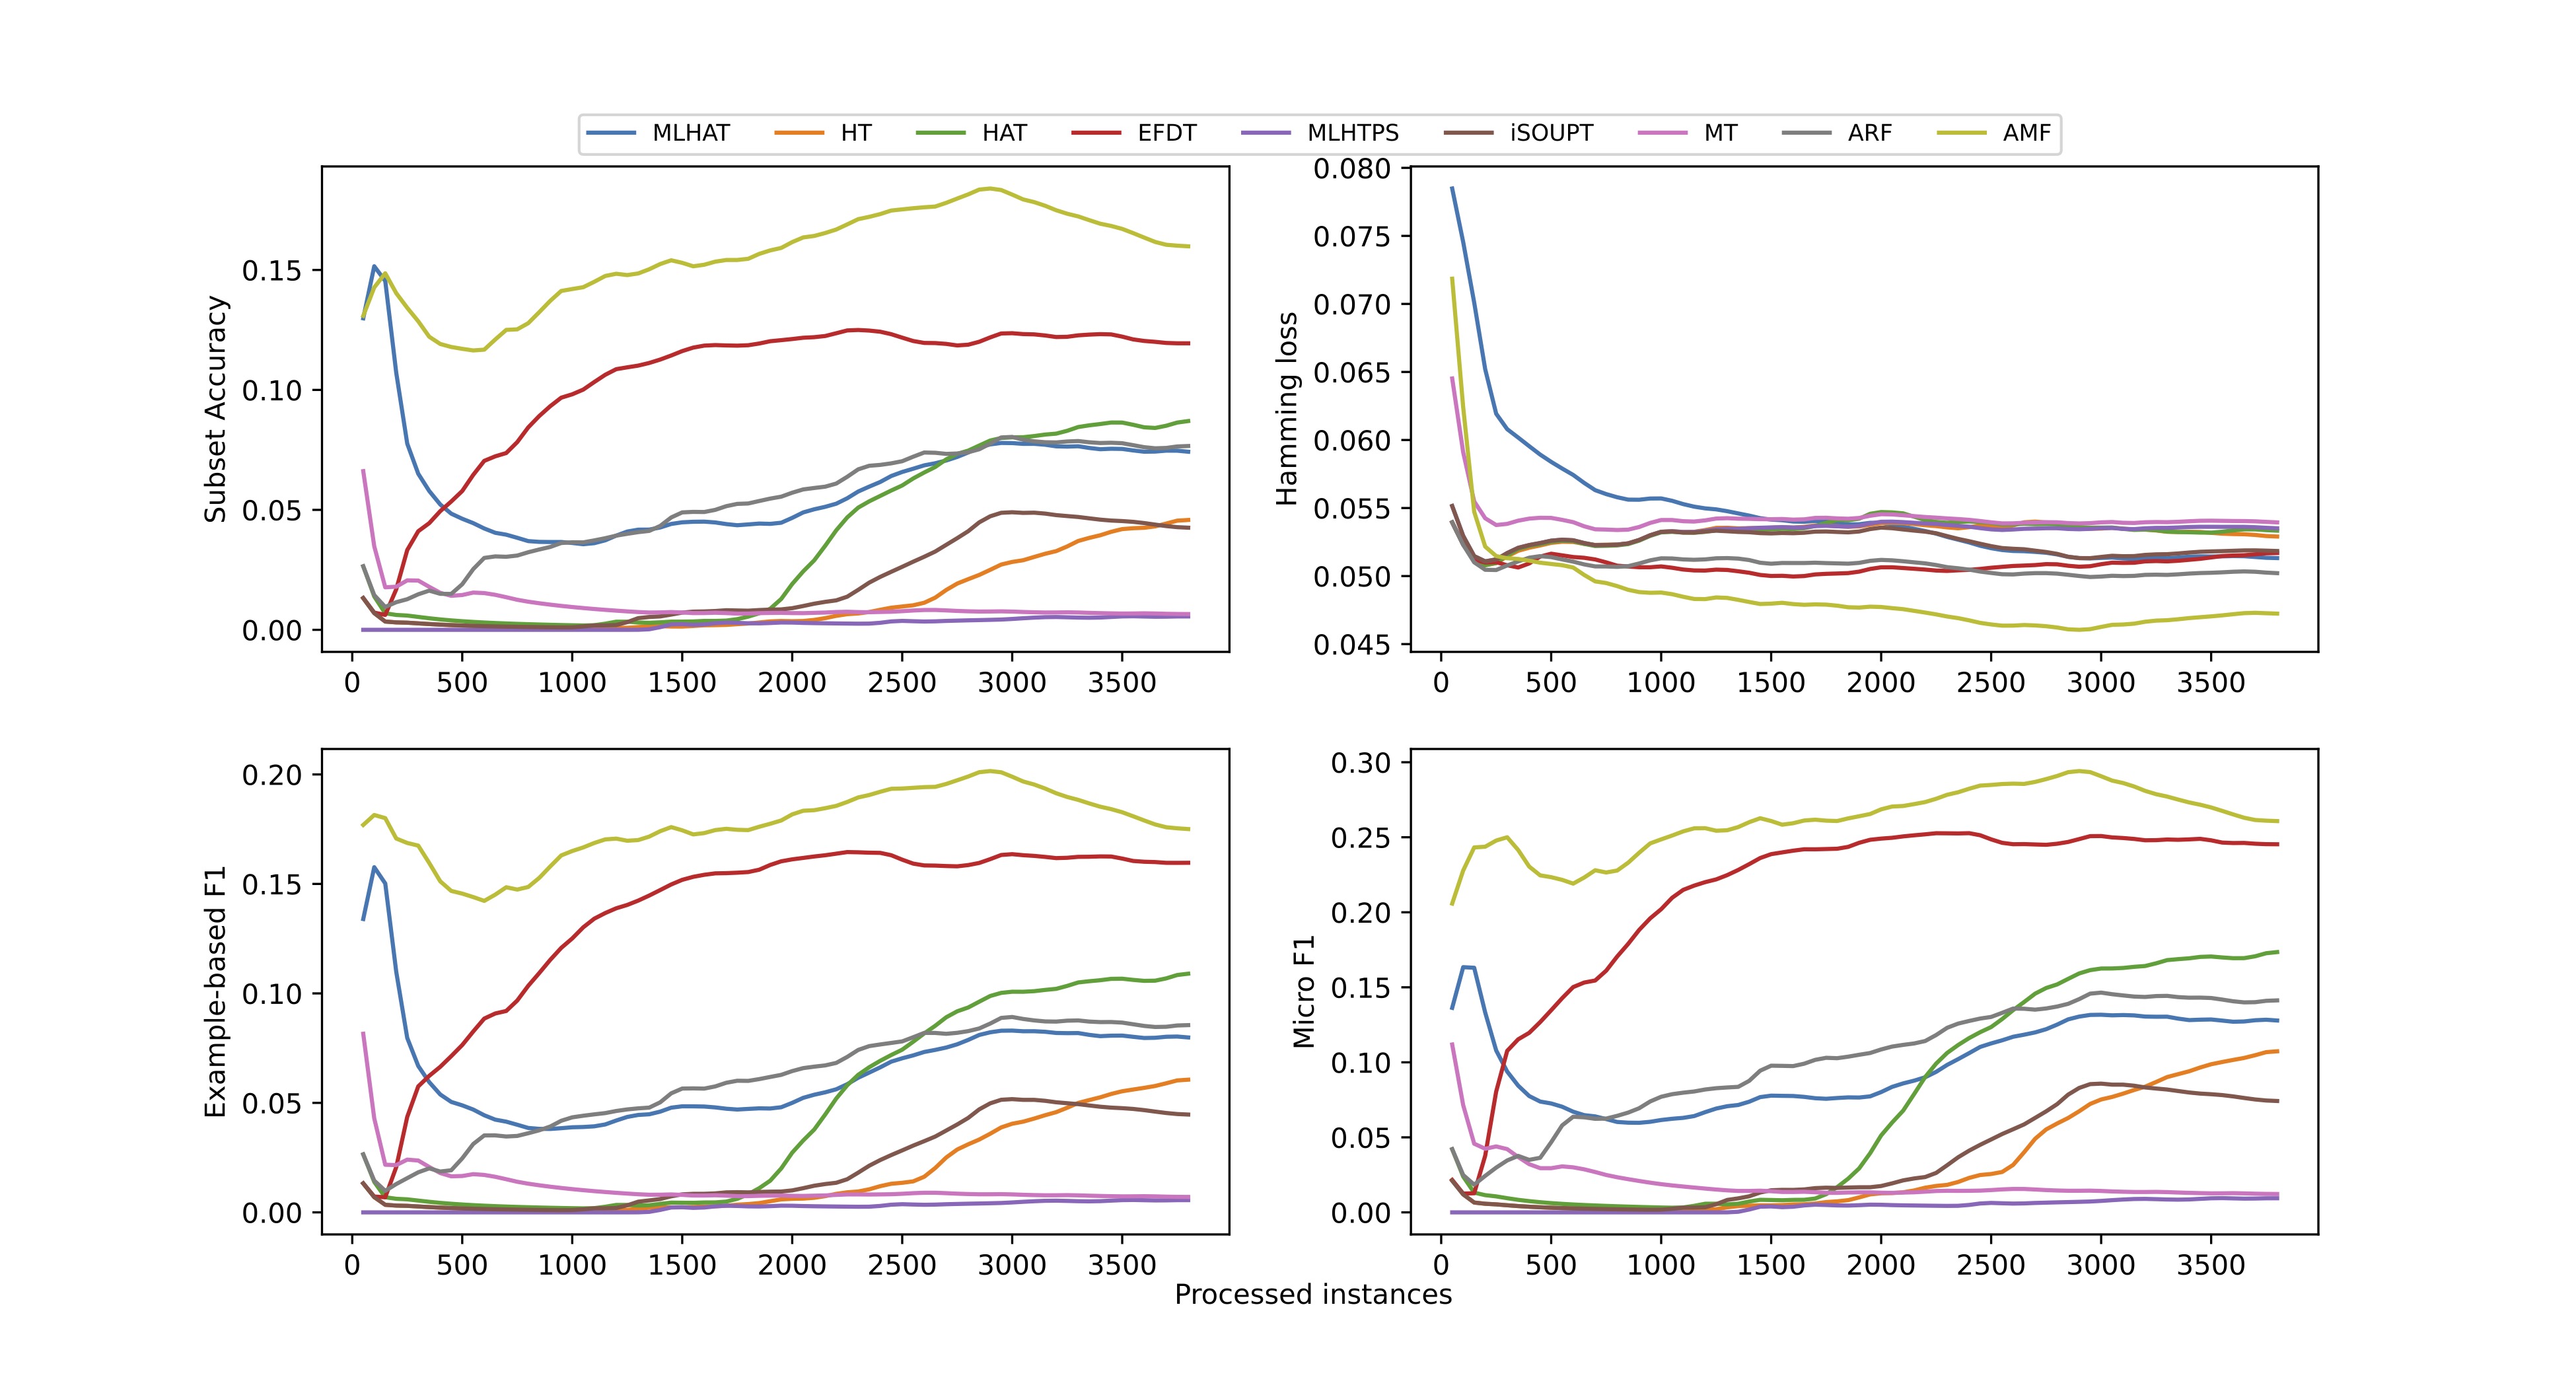 MLHAT HT HAT EFDT MLHTPS iSOUPT MT ARF AMF
Subset Accuracy
0.15
0.10
0.05
0.00
0 500 1000 1500 2000 2500 3000 3500
Hamming loss
0.080
0.075
0.070
0.065
0.060
0.055
0.050
0.045
0 500 1000 1500 2000 2500 3000 3500
Example-based F1
0.20
0.15
0.10
0.05
0.00
0 500 1000 1500 2000 2500 3000 3500
Micro F1
0.30
0.25
0.20
0.15
0.10
0.05
0.00
0 500 1000 1500 2000 2500 3000 3500
Processed instances